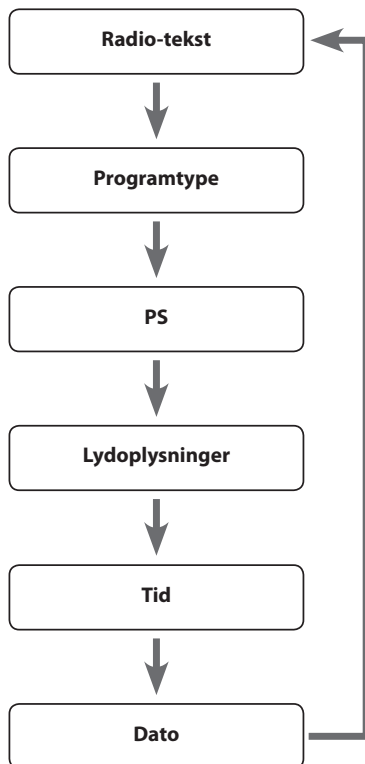 Radio-tekst
Programtype
PS
Lydoplysninger
Tid
Dato